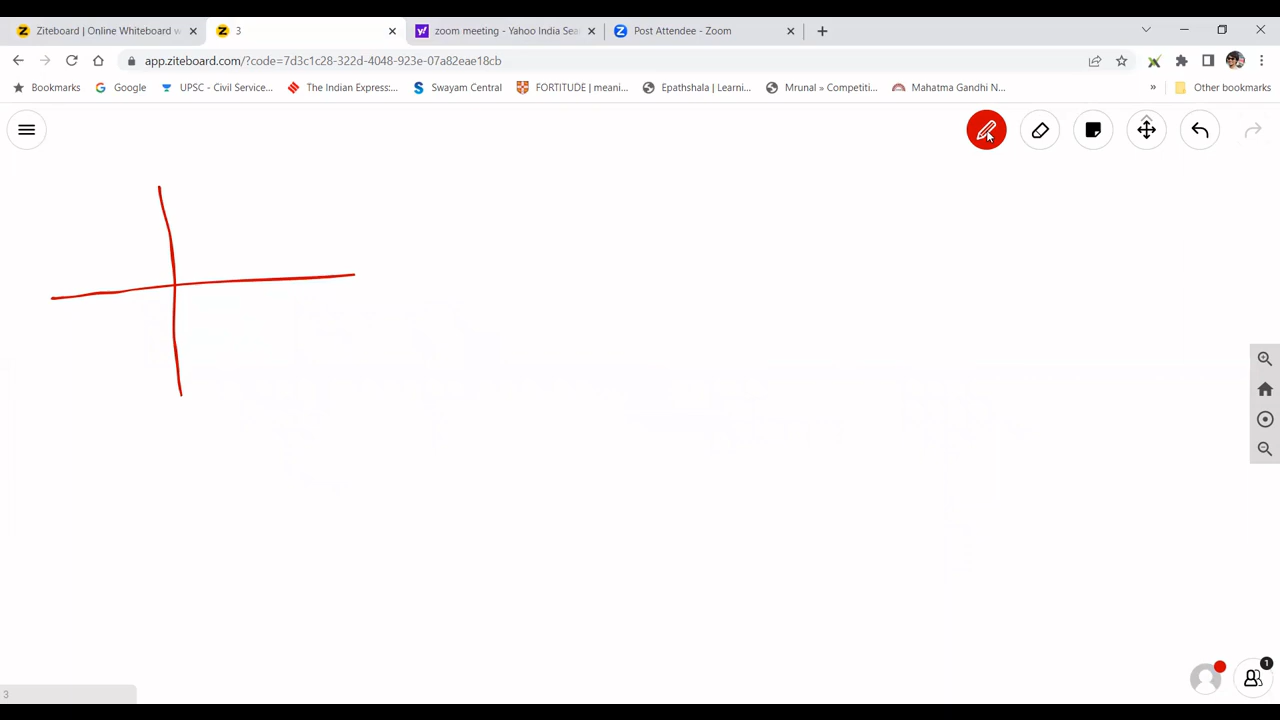 Ziteboard | Online Whiteboard w
3
zoom meeting - Yahoo India Sea
Post Attendee - Zoom
app.ziteboard.com/?code=7d3c1c28-322d-4048-923e-07a82eae18cb
Bookmarks
Google
UPSC - Civil Service...
The Indian Express:...
Swayam Central
FORTITUDE | meani...
Epathshala | Learni...
Mrunal » Competiti...
Mahatma Gandhi N...
»
Other bookmarks
1
3